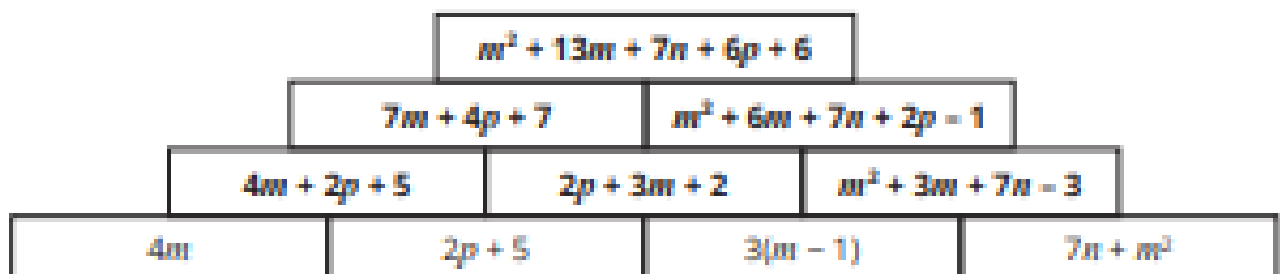 m² + 13m + 7n + 6p + 6
7m + 4p + 7 m² + 6m + 7n + 2p – 1
4m + 2p + 5 2p + 3m + 2 m² + 3m + 7n – 3
4m 2p + 5 3(m – 1) 7n + m²